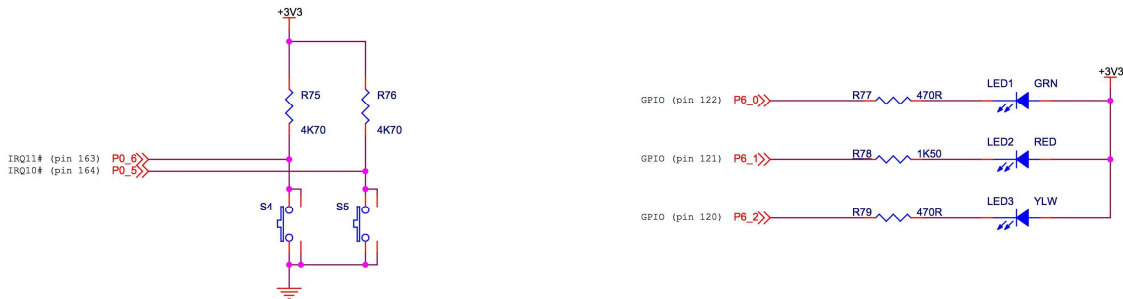 +3V3
R75
R76
4K70
4K70
IRQ11# (pin 163) P0_6
IRQ10# (pin 164) P0_5
S4
S5
+3V3
LED1 GRN
GPIO (pin 122) P6_0 R77 470R
LED2 RED
GPIO (pin 121) P6_1 R78 1K50
LED3 YLW
GPIO (pin 120) P6_2 R79 470R